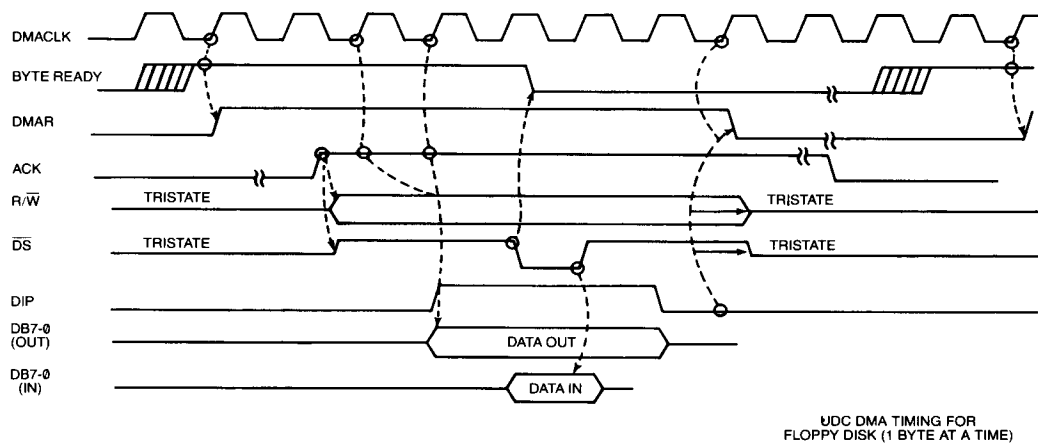 DMACLK
BYTE READY
DMAR
ACK
R/W̅ TRISTATE TRISTATE
D̅S̅ TRISTATE TRISTATE
DIP
DB7-0
(OUT) DATA OUT
DB7-0
(IN) DATA IN
UDC DMA TIMING FOR
FLOPPY DISK (1 BYTE AT A TIME)